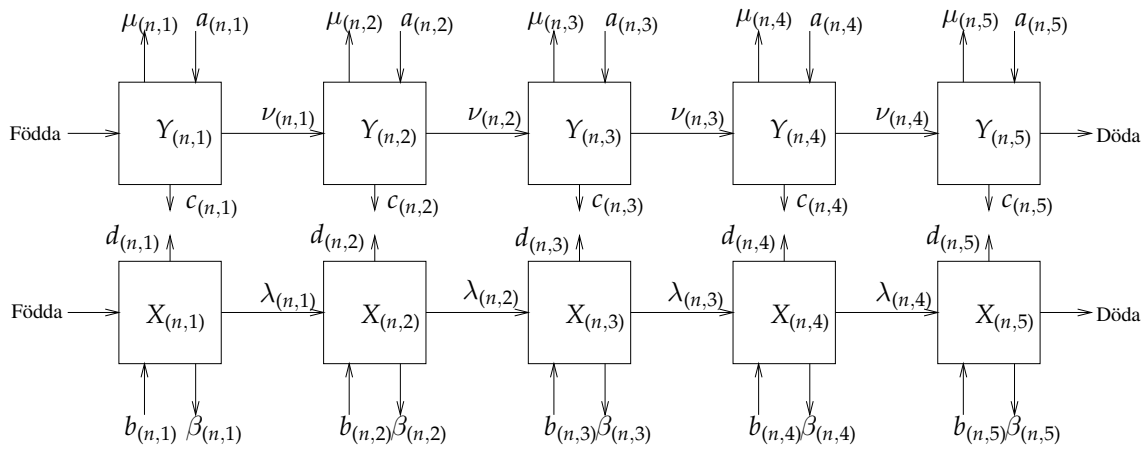 μ(n,1) a(n,1) μ(n,2) a(n,2) μ(n,3) a(n,3) μ(n,4) a(n,4) μ(n,5) a(n,5)
Födda Y(n,1) ν(n,1) Y(n,2) ν(n,2) Y(n,3) ν(n,3) Y(n,4) ν(n,4) Y(n,5) Döda
c(n,1) c(n,2) c(n,3) c(n,4) c(n,5)
d(n,1) d(n,2) d(n,3) d(n,4) d(n,5)
Födda X(n,1) λ(n,1) X(n,2) λ(n,2) X(n,3) λ(n,3) X(n,4) λ(n,4) X(n,5) Döda
b(n,1) β(n,1) b(n,2) β(n,2) b(n,3) β(n,3) b(n,4) β(n,4) b(n,5) β(n,5)